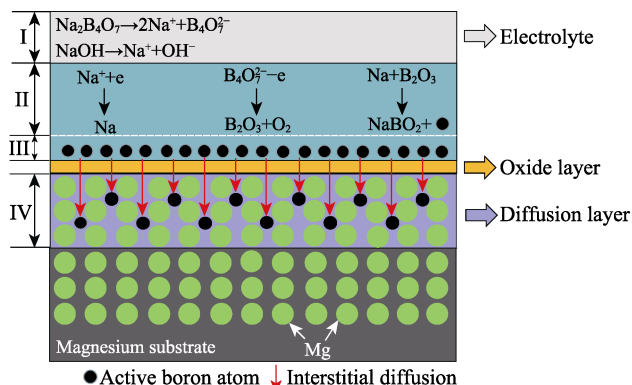 I
Na₂B₄O₇→2Na⁺+B₄O₇²⁻
NaOH→Na⁺+OH⁻
Electrolyte
II
Na⁺+e
B₄O₇²⁻−e
Na+B₂O₃
Na
B₂O₃+O₂
NaBO₂+
III
Oxide layer
IV
Diffusion layer
Mg
Magnesium substrate
Active boron atom
Interstitial diffusion